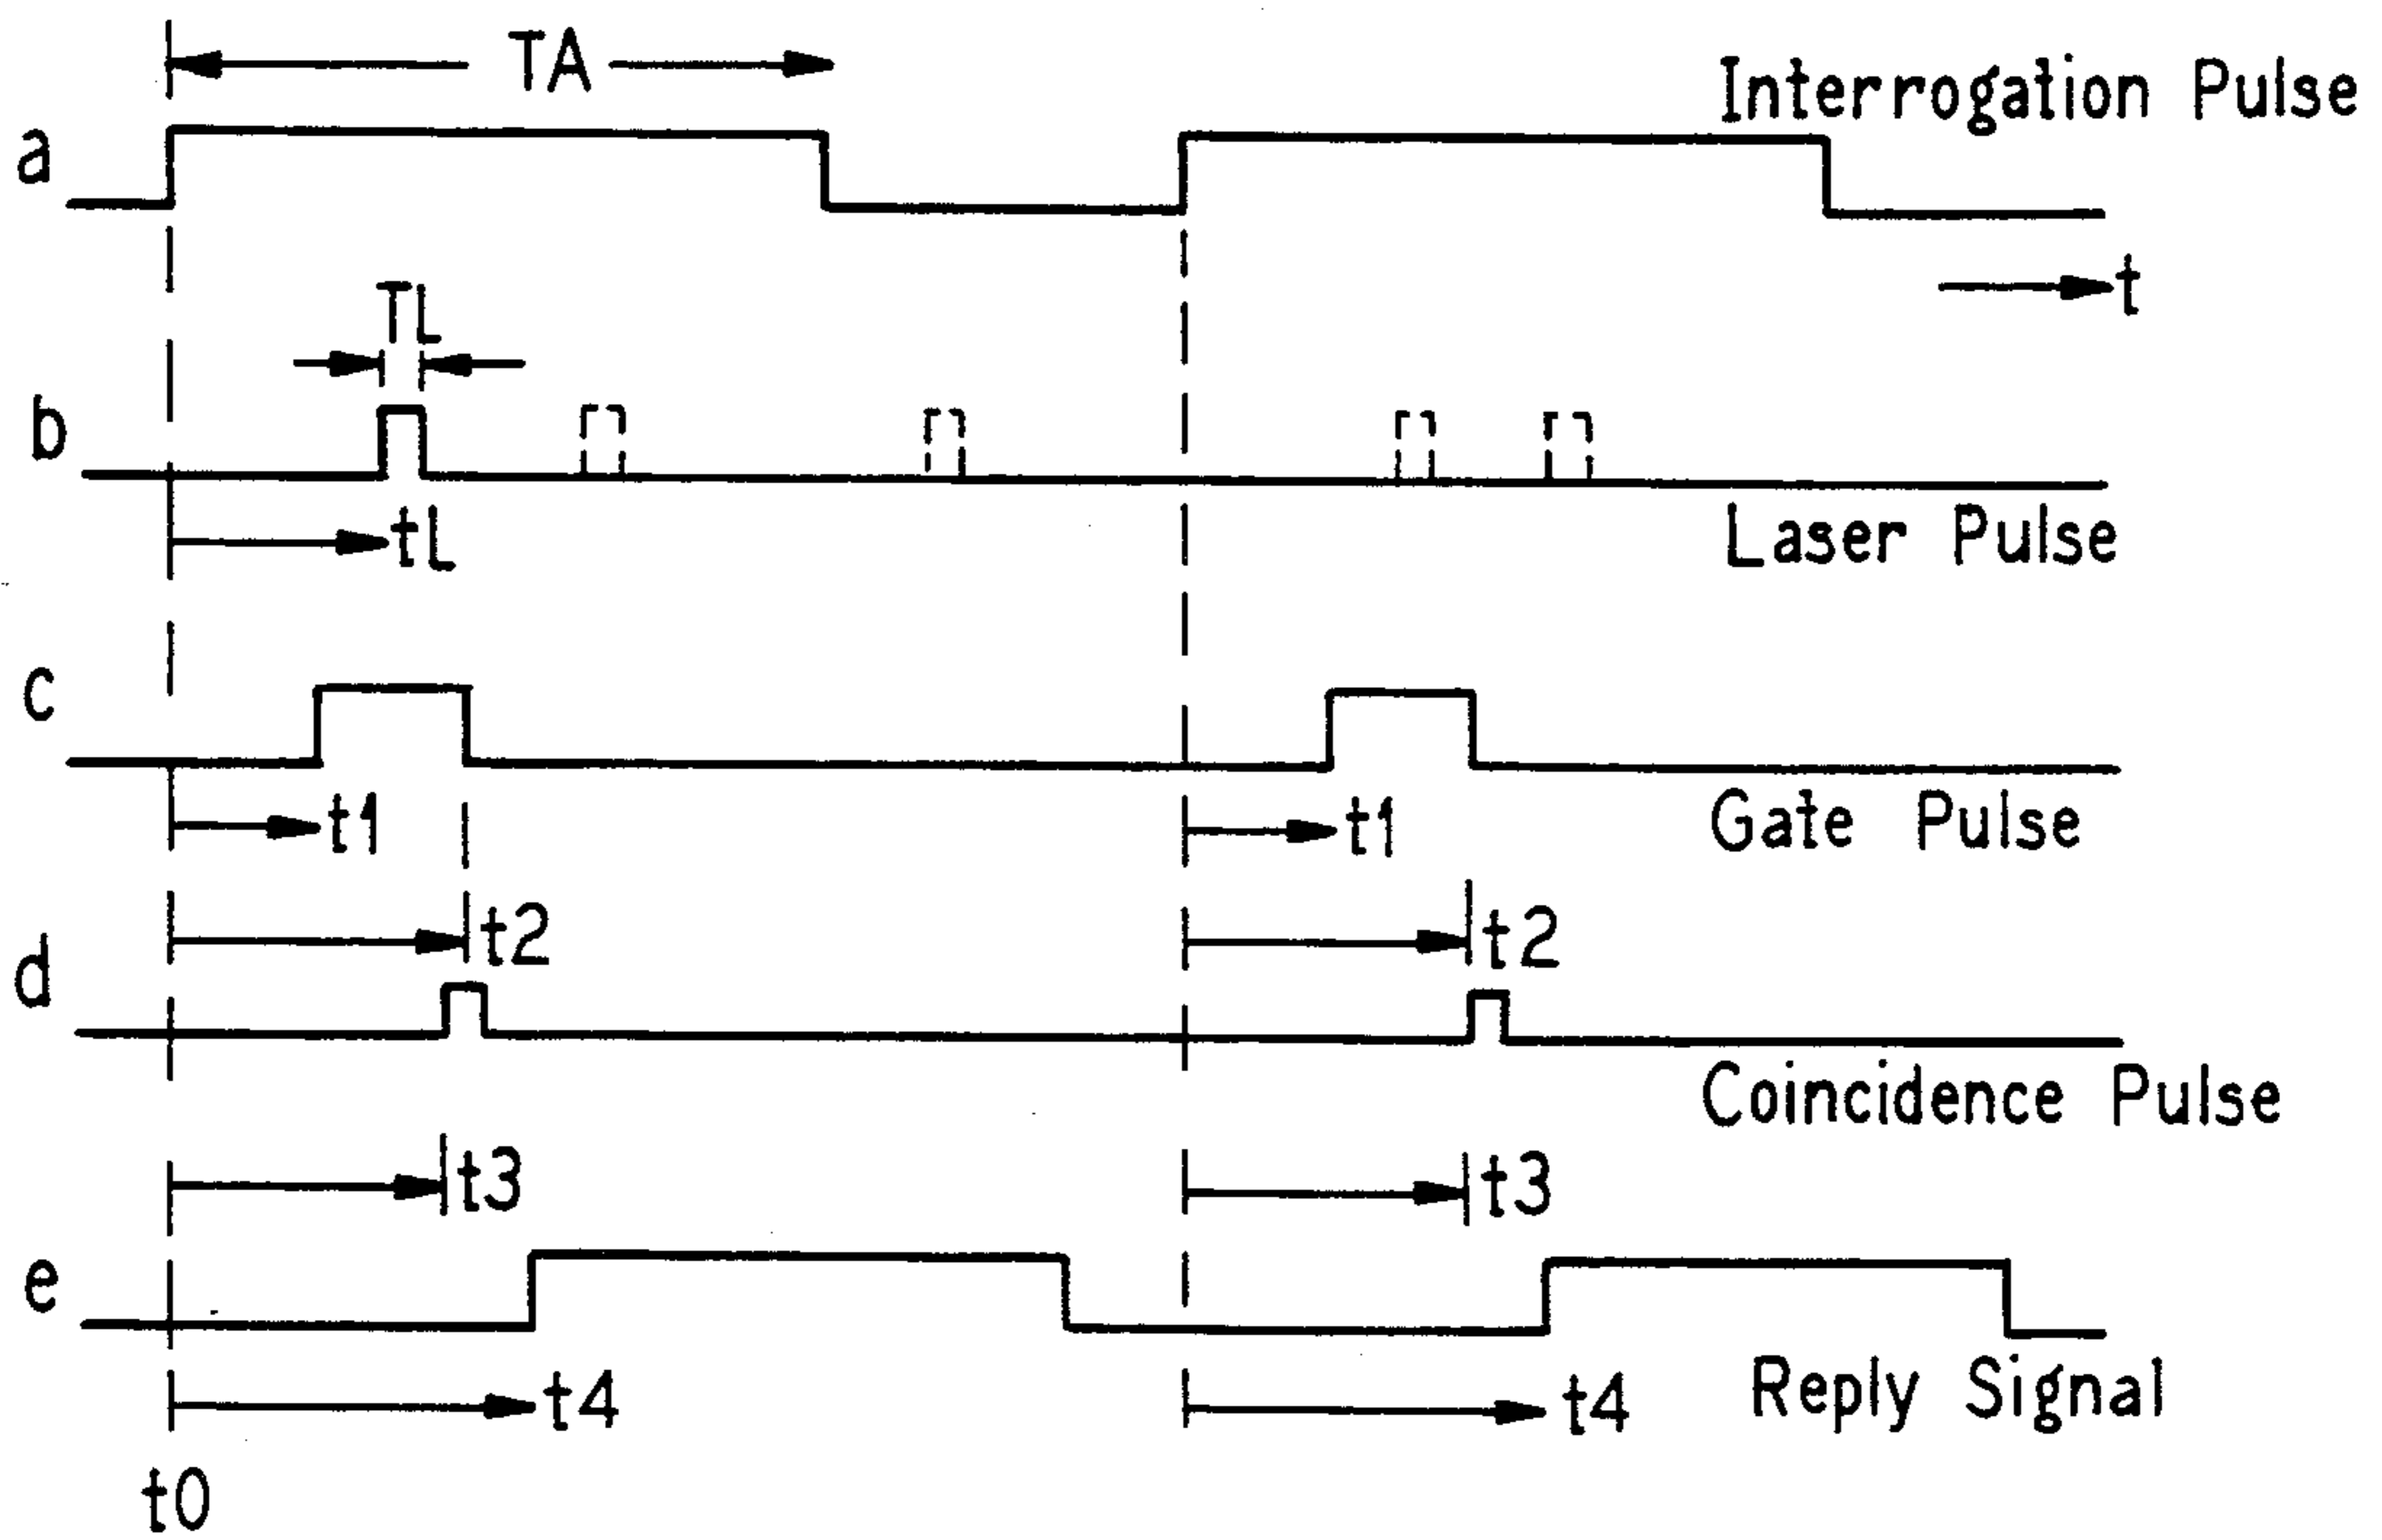 TA
Interrogation Pulse
a
t
TL
b
tL
Laser Pulse
c
t1
t1
Gate Pulse
t2
t2
d
Coincidence Pulse
t3
t3
e
t4
t4
Reply Signal
t0